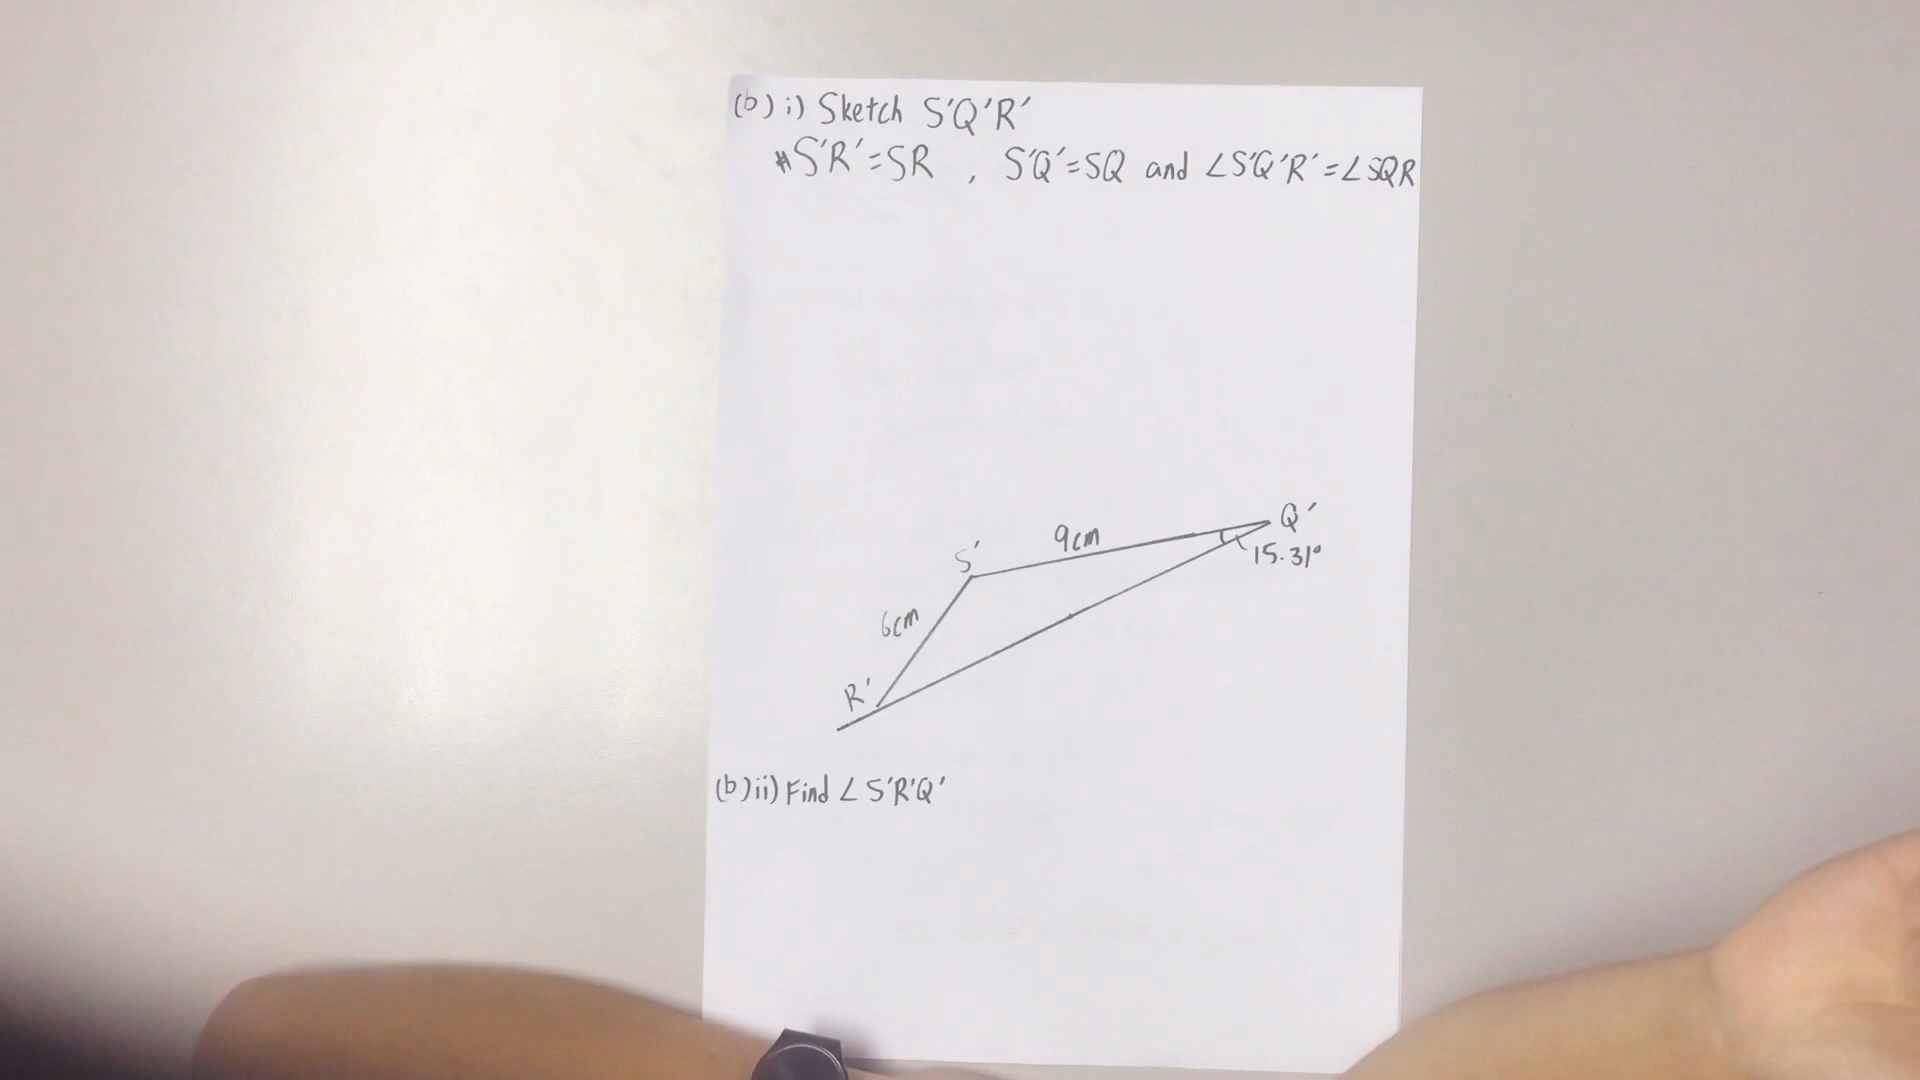 (b) i) Sketch S'Q'R'
S'R'=SR , S'Q'=SQ and ∠S'Q'R'=∠SQR
Q'
9cm
S'
15.31°
6cm
R'
(b) ii) Find ∠S'R'Q'